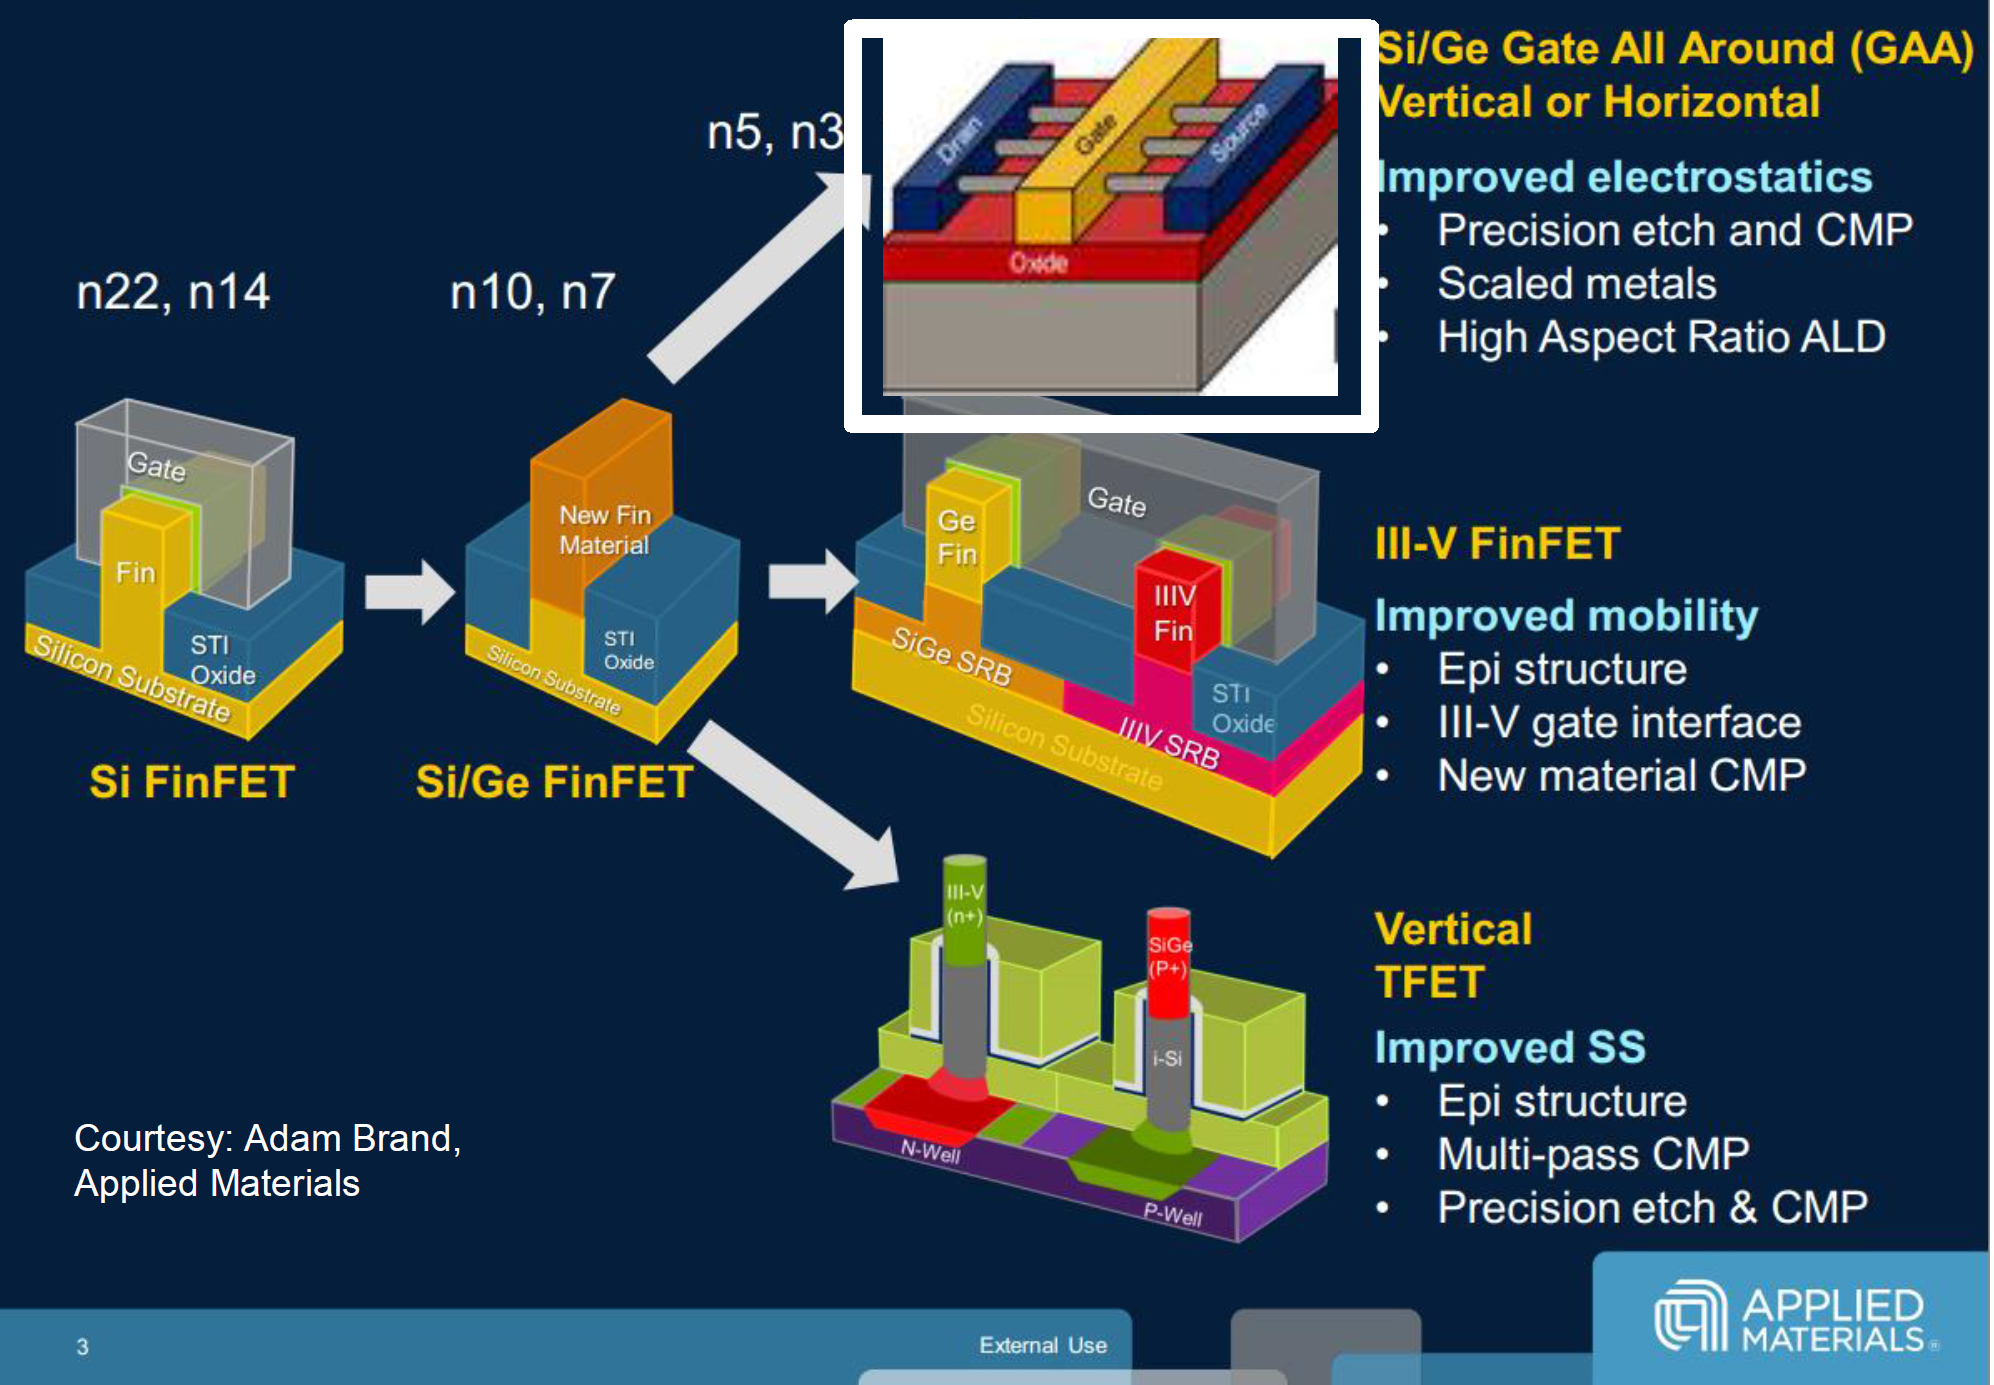 Si/Ge Gate All Around (GAA)
Vertical or Horizontal
n5, n3
Drain
Gate
Source
Oxide
Improved electrostatics
• Precision etch and CMP
• Scaled metals
• High Aspect Ratio ALD
n22, n14
n10, n7
Gate
Fin
STI
Oxide
Silicon Substrate
Si FinFET
New Fin
Material
STI
Oxide
Silicon Substrate
Si/Ge FinFET
Gate
Ge
Fin
IIIV
Fin
SiGe SRB
STI
Oxide
IIIV SRB
Silicon Substrate
III-V FinFET
Improved mobility
• Epi structure
• III-V gate interface
• New material CMP
III-V
(n+)
SiGe
(P+)
i-Si
N-Well
P-Well
Vertical
TFET
Improved SS
• Epi structure
• Multi-pass CMP
• Precision etch & CMP
Courtesy: Adam Brand,
Applied Materials
3
External Use
APPLIED
MATERIALS®